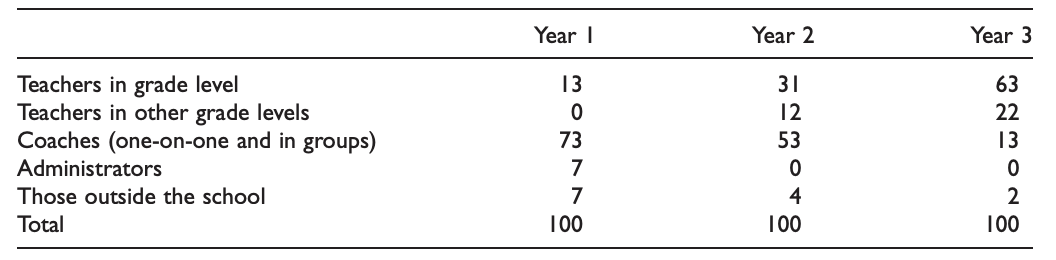 Year 1 Year 2 Year 3
Teachers in grade level 13 31 63
Teachers in other grade levels 0 12 22
Coaches (one-on-one and in groups) 73 53 13
Administrators 7 0 0
Those outside the school 7 4 2
Total 100 100 100